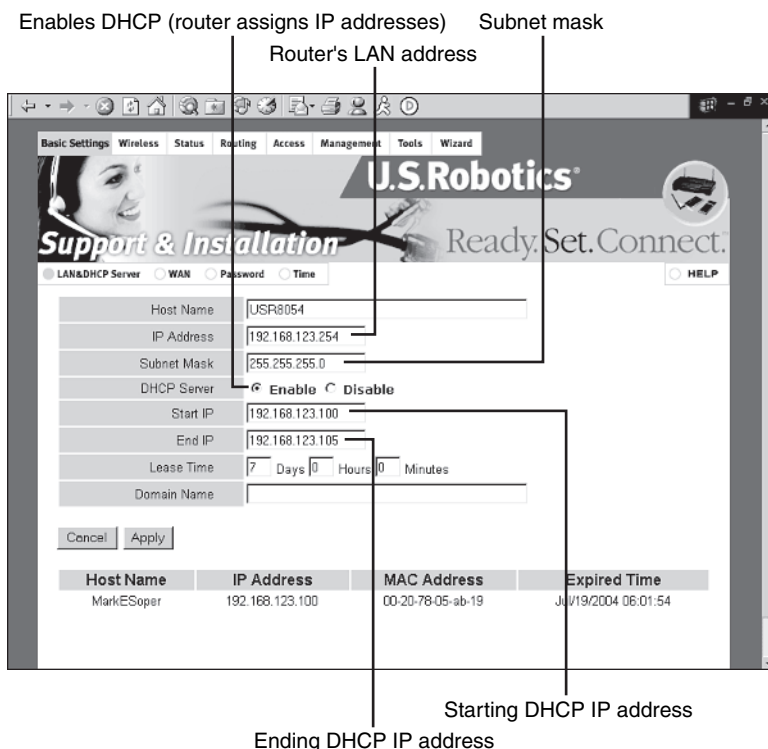 Enables DHCP (router assigns IP addresses) Subnet mask
Router's LAN address
Basic Settings Wireless Status Routing Access Management Tools Wizard
U.S.Robotics®
Support & Installation Ready.Set.Connect.
LAN&DHCP Server WAN Password Time HELP
Host Name USR8054
IP Address 192.168.123.254
Subnet Mask 255.255.255.0
DHCP Server Enable Disable
Start IP 192.168.123.100
End IP 192.168.123.105
Lease Time 7 Days 0 Hours 0 Minutes
Domain Name
Cancel Apply
Host Name IP Address MAC Address Expired Time
MarkESoper 192.168.123.100 00-20-78-05-ab-19 Jul/19/2004 06:01:54
Starting DHCP IP address
Ending DHCP IP address